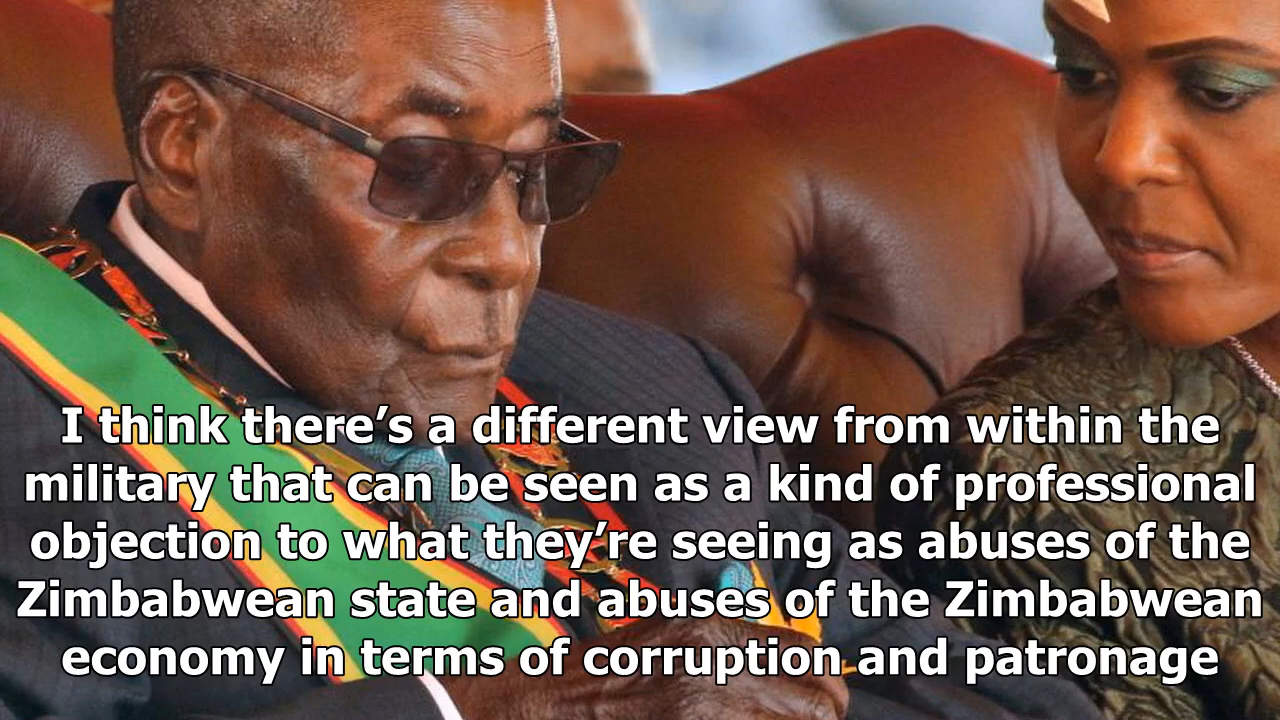 I think there’s a different view from within the
military that can be seen as a kind of professional
objection to what they’re seeing as abuses of the
Zimbabwean state and abuses of the Zimbabwean
economy in terms of corruption and patronage